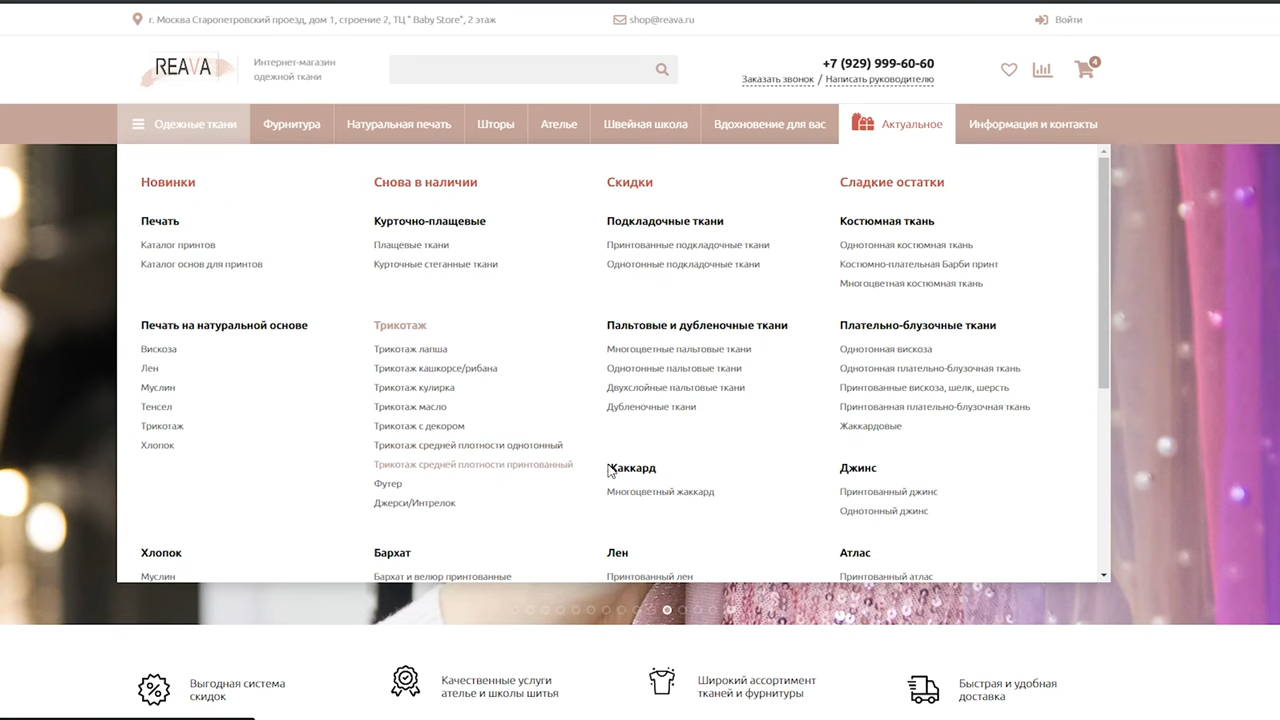 г. Москва Старопетровский проезд, дом 1, строение 2, ТЦ " Baby Store", 2 этаж
shop@reava.ru
Войти
REAVA
Интернет-магазин
одежной ткани
+7 (929) 999-60-60
Заказать звонок / Написать руководителю
4
Одежные ткани
Фурнитура
Натуральная печать
Шторы
Ателье
Швейная школа
Вдохновение для вас
Актуальное
Информация и контакты
Новинки
Снова в наличии
Скидки
Сладкие остатки
Печать
Каталог принтов
Каталог основ для принтов
Курточно-плащевые
Плащевые ткани
Курточные стеганные ткани
Подкладочные ткани
Принтованные подкладочные ткани
Однотонные подкладочные ткани
Костюмная ткань
Однотонная костюмная ткань
Костюмно-плательная Барби принт
Многоцветная костюмная ткань
Печать на натуральной основе
Вискоза
Лен
Муслин
Тенсел
Трикотаж
Хлопок
Трикотаж
Трикотаж лапша
Трикотаж кашкорсе/рибана
Трикотаж кулирка
Трикотаж масло
Трикотаж с декором
Трикотаж средней плотности однотонный
Трикотаж средней плотности принтованный
Футер
Джерси/Интрелок
Пальтовые и дубленочные ткани
Многоцветные пальтовые ткани
Однотонные пальтовые ткани
Двухслойные пальтовые ткани
Дубленочные ткани
Жаккард
Многоцветный жаккард
Плательно-блузочные ткани
Однотонная вискоза
Однотонная плательно-блузочная ткань
Принтованные вискоза, шелк, шерсть
Принтованная плательно-блузочная ткань
Жаккардовые
Джинс
Принтованный джинс
Однотонный джинс
Хлопок
Муслин
Бархат
Бархат и велюр принтованные
Лен
Принтованный лен
Атлас
Принтованный атлас
Выгодная система
скидок
Качественные услуги
ателье и школы шитья
Широкий ассортимент
тканей и фурнитуры
Быстрая и удобная
доставка